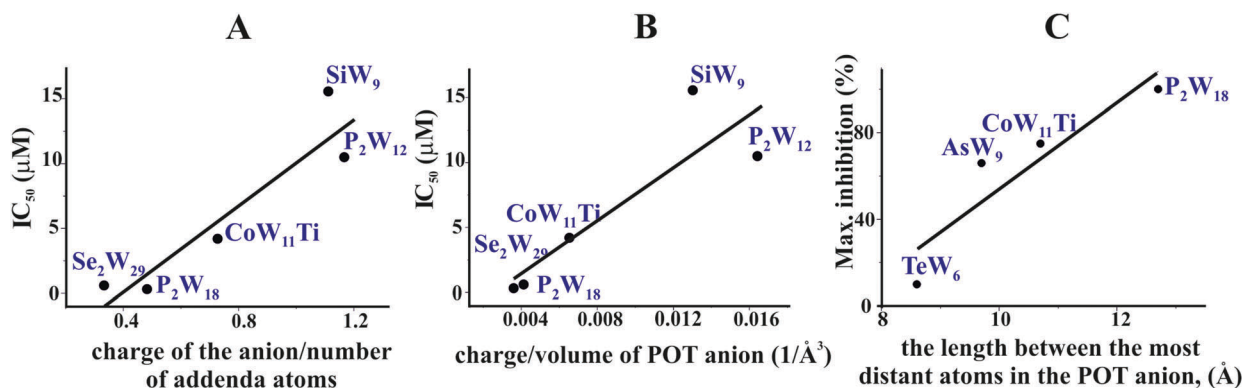 A
IC₅₀ (μM)
15
10
5
0
SiW₉
P₂W₁₂
CoW₁₁Ti
Se₂W₂₉
P₂W₁₈
0.4
0.8
1.2
charge of the anion/number
of addenda atoms
B
IC₅₀ (μM)
15
10
5
0
SiW₉
P₂W₁₂
CoW₁₁Ti
Se₂W₂₉
P₂W₁₈
0.004
0.008
0.012
0.016
charge/volume of POT anion (1/Å³)
C
Max. inhibition (%)
80
40
0
P₂W₁₈
CoW₁₁Ti
AsW₉
TeW₆
8
10
12
the length between the most
distant atoms in the POT anion, (Å)